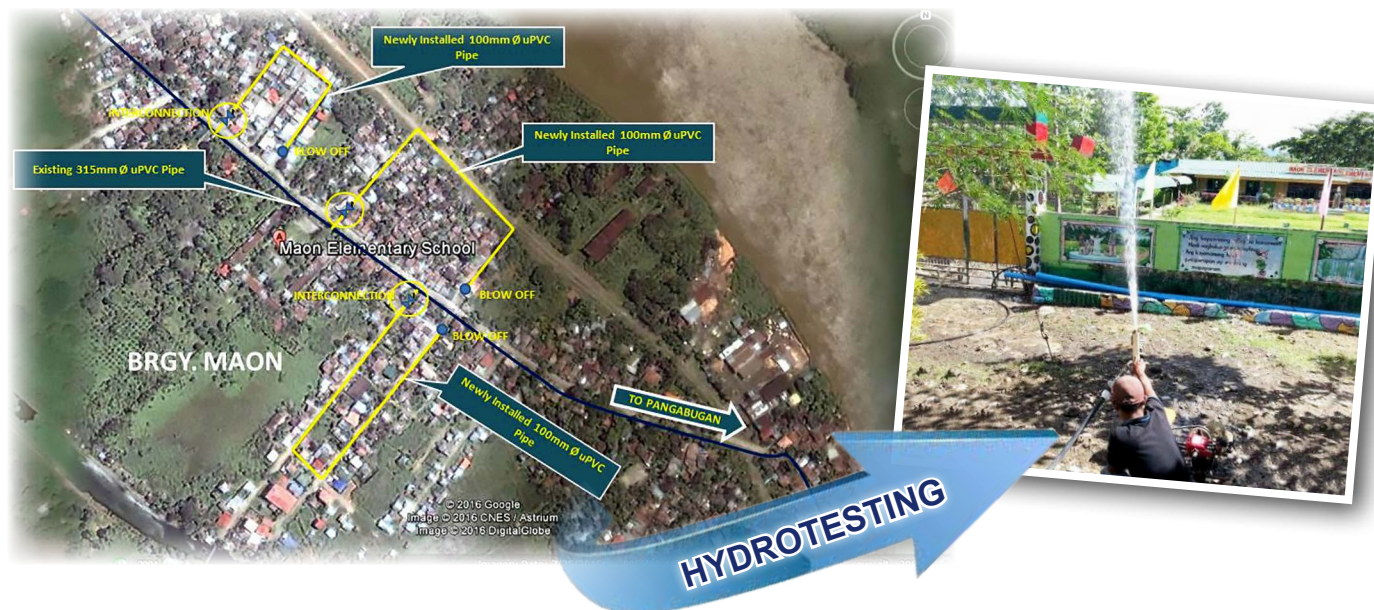 Newly Installed 100mm Ø uPVC
Pipe
INTERCONNECTION
BLOW OFF
Newly Installed 100mm Ø uPVC
Pipe
Existing 315mm Ø uPVC Pipe
Maon Elementary School
INTERCONNECTION
BLOW OFF
BLOW OFF
BRGY. MAON
Newly Installed 100mm Ø uPVC
Pipe
TO PANGABUGAN
© 2016 Google
Image © 2016 CNES / Astrium
Image © 2016 DigitalGlobe
HYDROTESTING
N
A
MAON ELEMENTARY